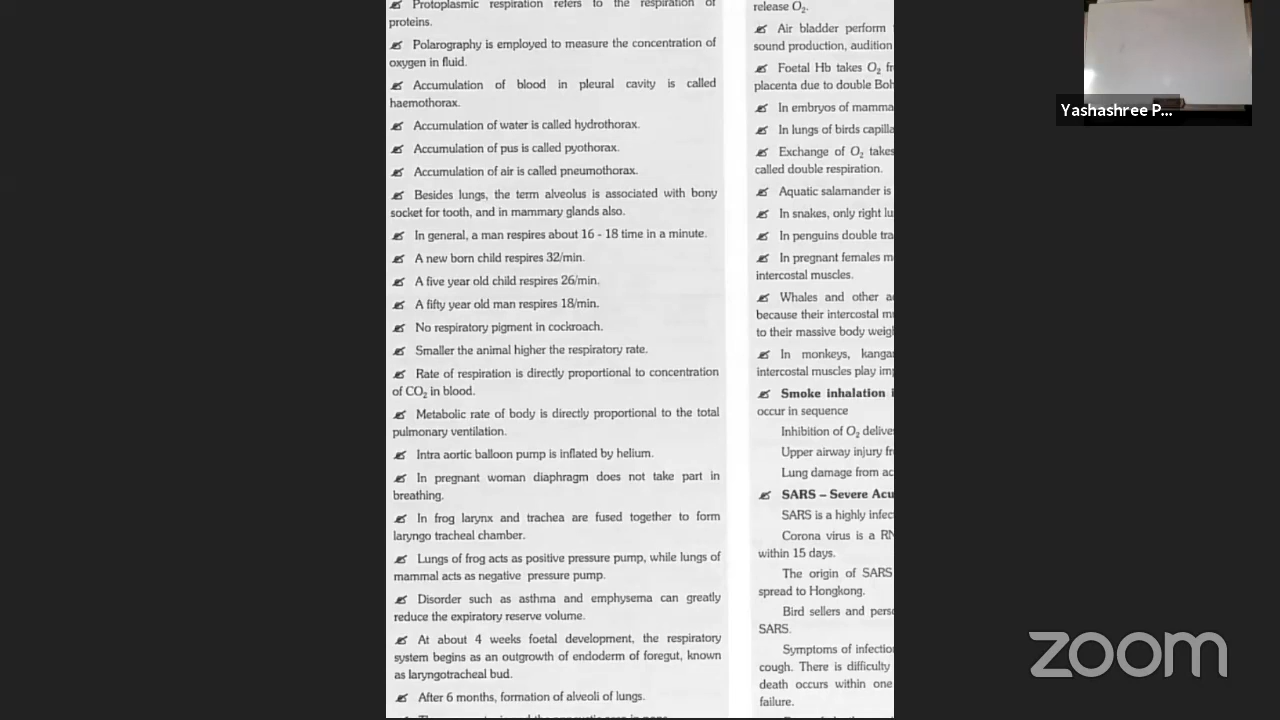 Protoplasmic respiration refers to the respiration of
proteins.
Polarography is employed to measure the concentration of
oxygen in fluid.
Accumulation of blood in pleural cavity is called
haemothorax.
Accumulation of water is called hydrothorax.
Accumulation of pus is called pyothorax.
Accumulation of air is called pneumothorax.
Besides lungs, the term alveolus is associated with bony
socket for tooth, and in mammary glands also.
In general, a man respires about 16 - 18 time in a minute.
A new born child respires 32/min.
A five year old child respires 26/min.
A fifty year old man respires 18/min.
No respiratory pigment in cockroach.
Smaller the animal higher the respiratory rate.
Rate of respiration is directly proportional to concentration
of CO₂ in blood.
Metabolic rate of body is directly proportional to the total
pulmonary ventilation.
Intra aortic balloon pump is inflated by helium.
In pregnant woman diaphragm does not take part in
breathing.
In frog larynx and trachea are fused together to form
laryngo tracheal chamber.
Lungs of frog acts as positive pressure pump, while lungs of
mammal acts as negative pressure pump.
Disorder such as asthma and emphysema can greatly
reduce the expiratory reserve volume.
At about 4 weeks foetal development, the respiratory
system begins as an outgrowth of endoderm of foregut, known
as laryngotracheal bud.
After 6 months, formation of alveoli of lungs.
release O₂.
Air bladder perform
sound production, audition
Foetal Hb takes O₂
placenta due to double
In embryos of
In lungs of birds
Exchange of O₂ takes
called double respiration.
Aquatic salamander is
In snakes, only right
In penguins double
In pregnant females
intercostal muscles.
Whales and other
because their intercostal
to their massive body
In monkeys,
intercostal muscles play
Smoke inhalation
occur in sequence
Inhibition of O₂
Upper airway injury
Lung damage from
SARS – Severe
SARS is a highly
Corona virus is a
within 15 days.
The origin of SARS
spread to Hongkong.
Bird sellers and
SARS.
Symptoms of
cough. There is difficulty
death occurs within one
failure.
Yashashree P...
zoom